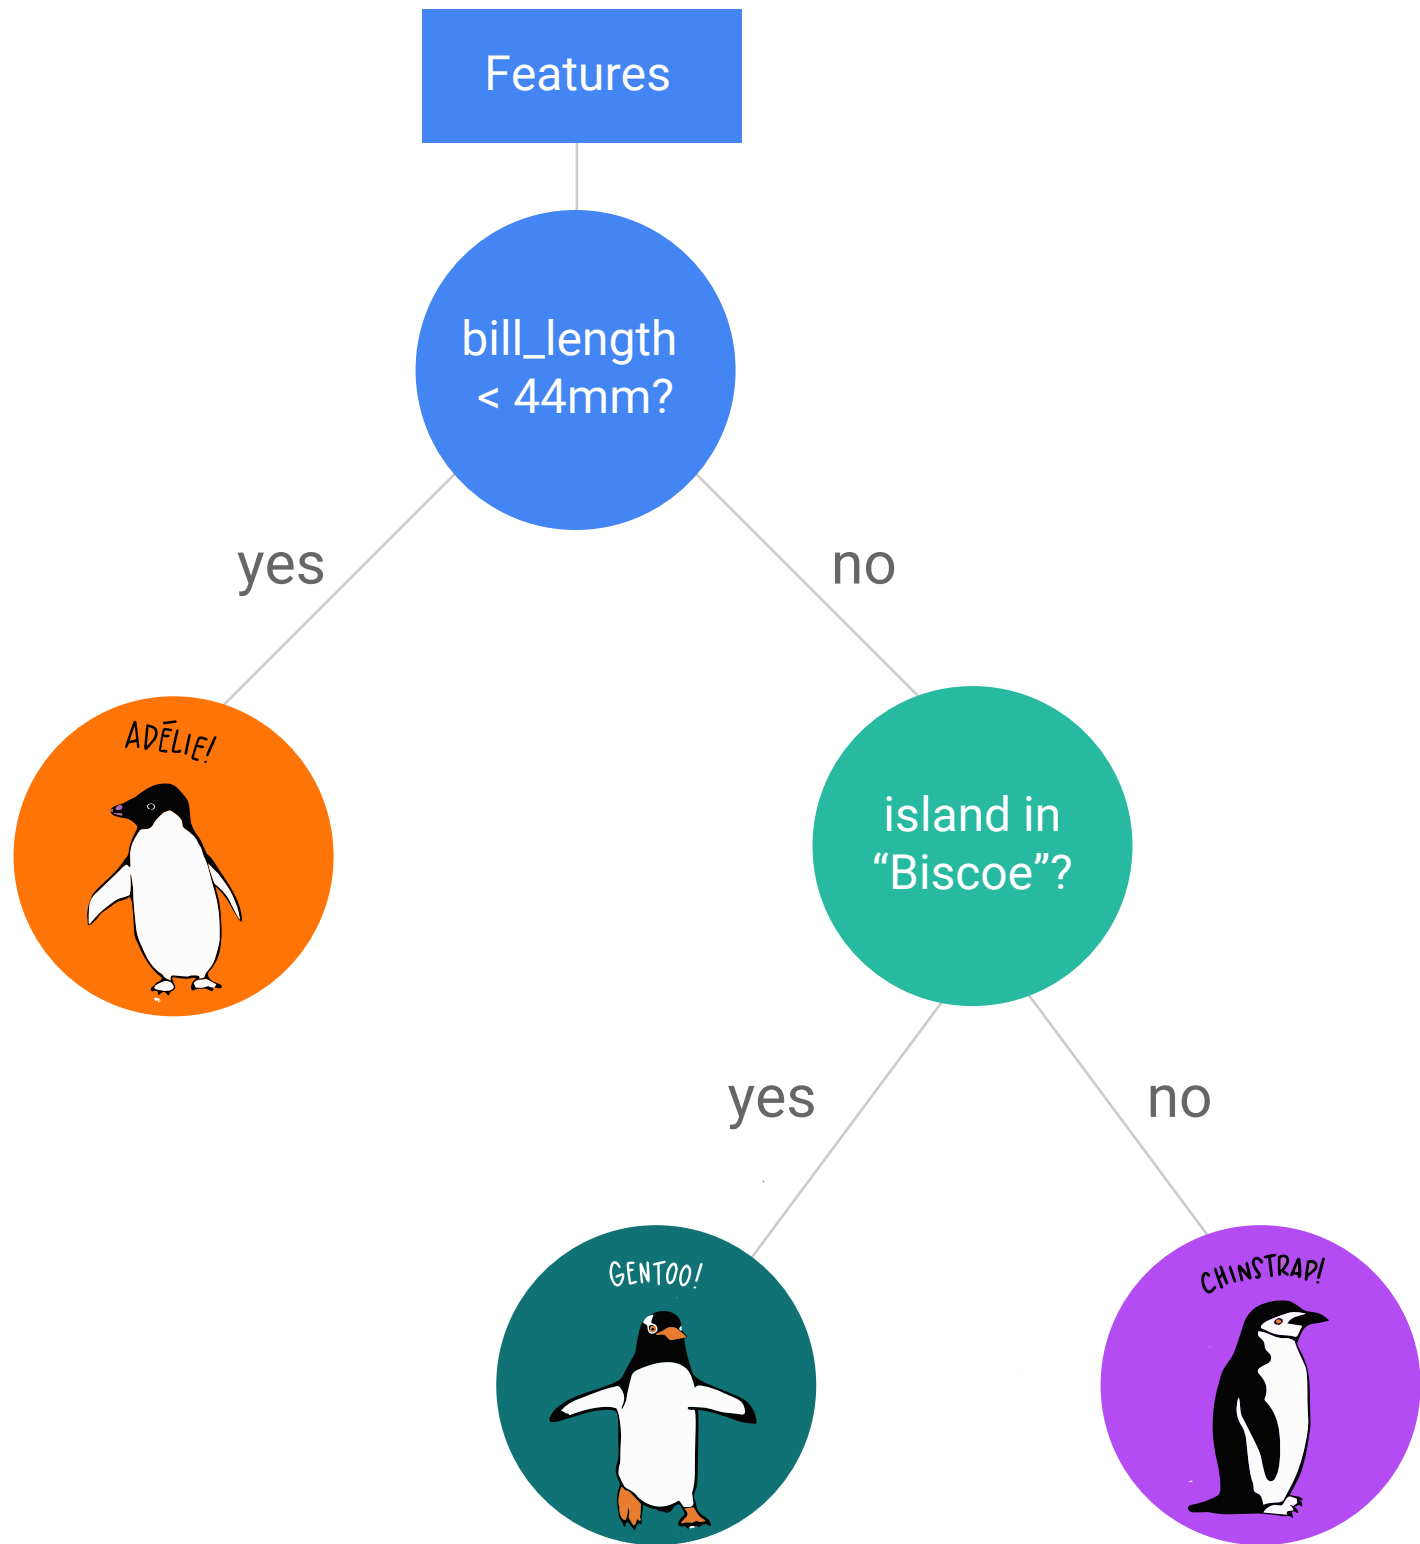 Features
bill_length
< 44mm?
yes
no
ADÉLIE!
island in
“Biscoe”?
yes
no
GENTOO!
CHINSTRAP!